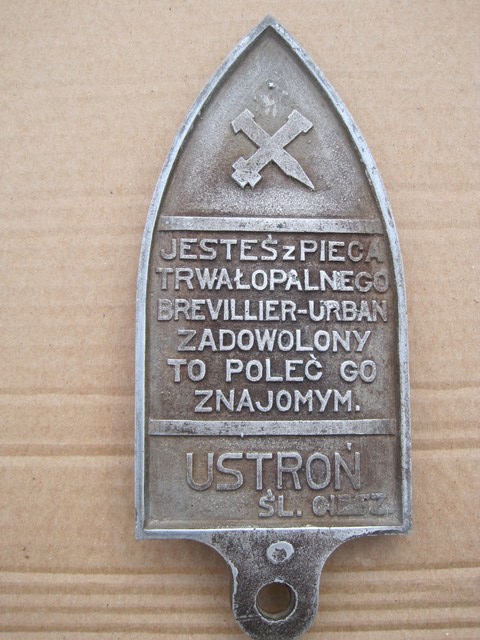 JESTEŚ z PIECA
TRWAŁOPALNEGO
BREVILLIER-URBAN
ZADOWOLONY
TO POLEĆ GO
ZNAJOMYM.
USTROŃ
ŚL. CIESZ.